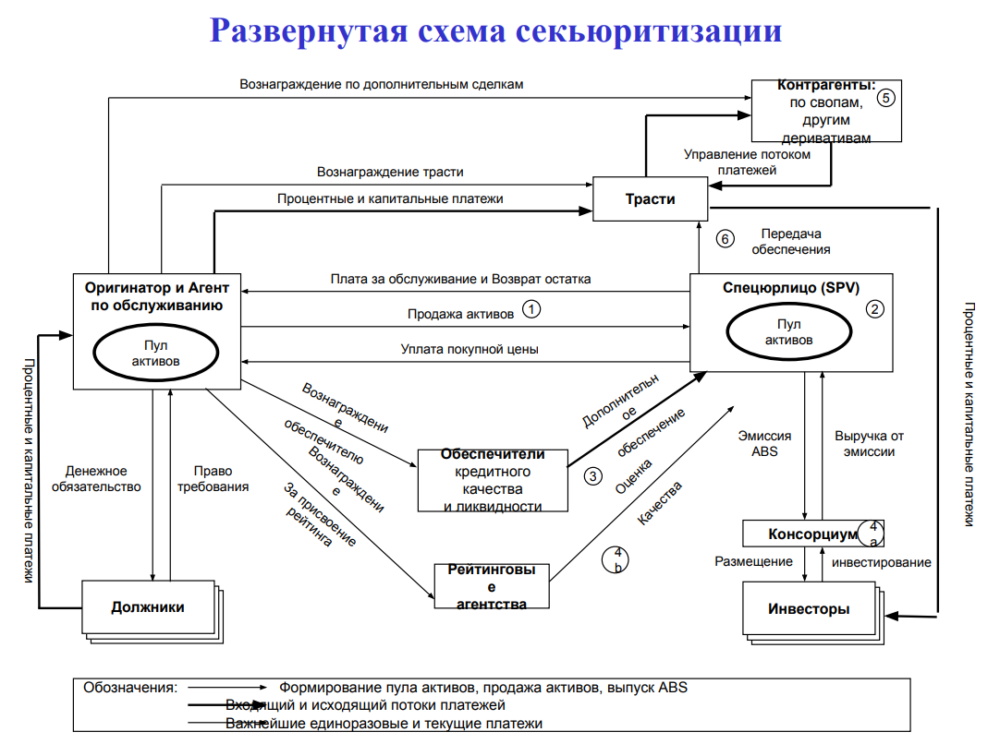 Развернутая схема секьюритизации
Вознаграждение по дополнительным сделкам
Контрагенты:
по свопам,
другим
деривативам
5
Управление потоком
платежей
Вознаграждение трасти
Процентные и капитальные платежи
Трасти
6
Передача
обеспечения
Оригинатор и Агент
по обслуживанию
Пул
активов
Плата за обслуживание и Возврат остатка
Продажа активов
1
Уплата покупной цены
Спецюрлицо (SPV)
2
Пул
активов
Процентные и капитальные платежи
Процентные и капитальные платежи
Денежное
обязательство
Право
требования
Вознаграждени
е
обеспечителю
Вознаграждени
е
За присвоение
рейтинга
Обеспечители
кредитного
качества
и ликвидности
3
Дополнительн
ое
обеспечение
Оценка
Качества
4
b
Рейтинговы
е
агентства
Эмиссия
ABS
Выручка от
эмиссии
Консорциум
4
a
Размещение
инвестирование
Должники
Инвесторы
Обозначения:
Формирование пула активов, продажа активов, выпуск ABS
Входящий и исходящий потоки платежей
Важнейшие единоразовые и текущие платежи